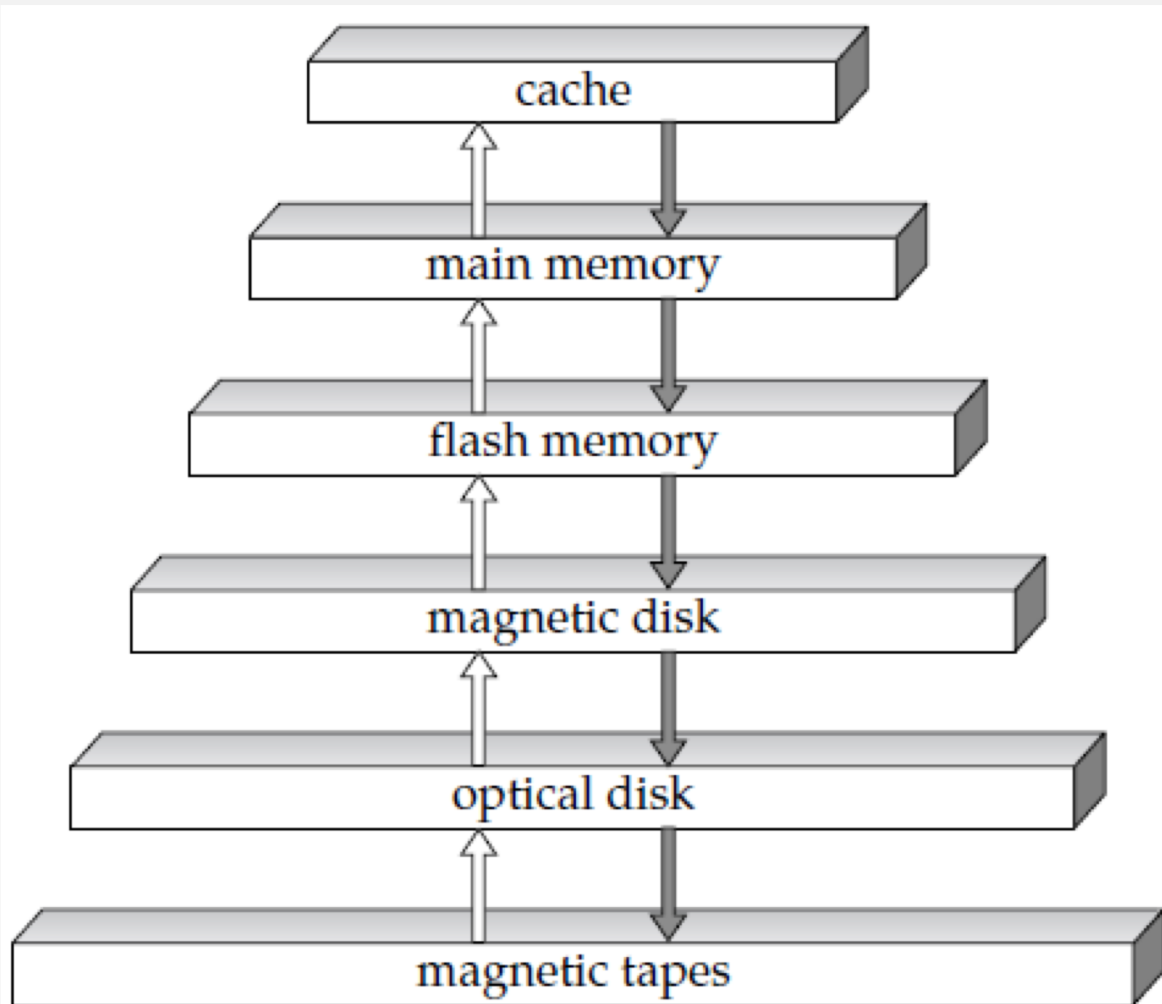 cache
main memory
flash memory
magnetic disk
optical disk
magnetic tapes